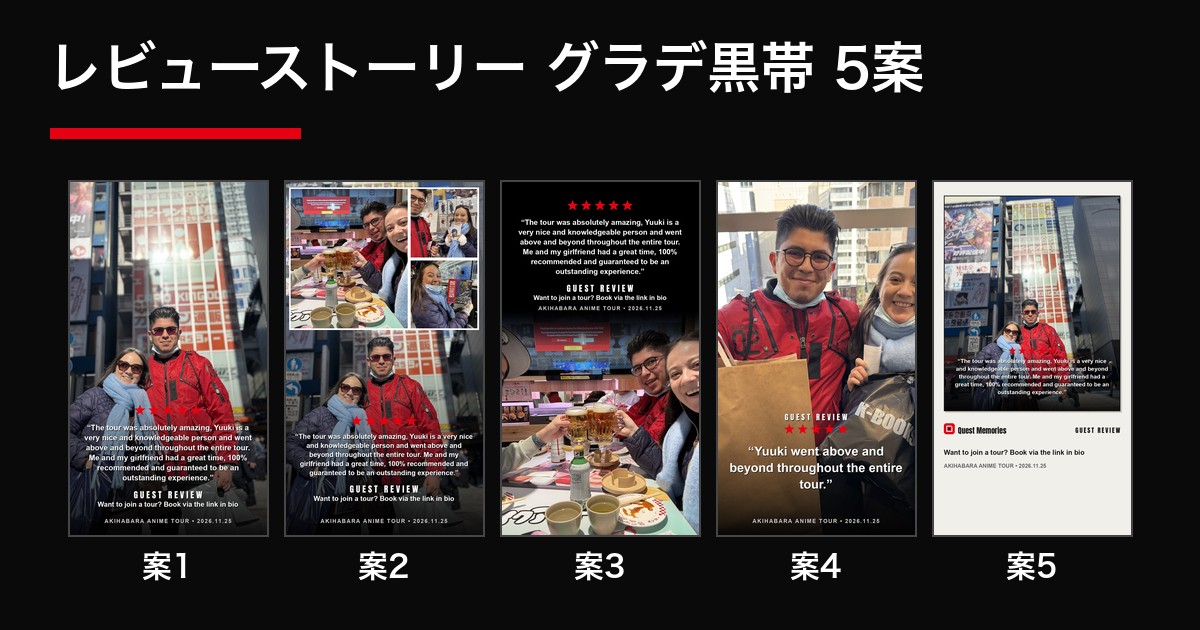 レビューストーリー グラデ黒帯 5案
“The tour was absolutely amazing, Yuuki is a
very nice and knowledgeable person and went
above and beyond throughout the entire tour.
Me and my girlfriend had a great time, 100%
recommended and guaranteed to be an
outstanding experience.”
GUEST REVIEW
Want to join a tour? Book via the link in bio
AKIHABARA ANIME TOUR • 2026.11.25
案1
“The tour was absolutely amazing, Yuuki is a very nice
and knowledgeable person and went above and
beyond throughout the entire tour. Me and my
girlfriend had a great time, 100% recommended and
guaranteed to be an outstanding experience.”
GUEST REVIEW
Want to join a tour? Book via the link in bio
AKIHABARA ANIME TOUR • 2026.11.25
案2
“The tour was absolutely amazing, Yuuki is a
very nice and knowledgeable person and went
above and beyond throughout the entire tour.
Me and my girlfriend had a great time, 100%
recommended and guaranteed to be an
outstanding experience.”
GUEST REVIEW
Want to join a tour? Book via the link in bio
AKIHABARA ANIME TOUR • 2026.11.25
案3
K-BOO
GUEST REVIEW
“Yuuki went above and
beyond throughout the entire
tour.”
AKIHABARA ANIME TOUR • 2026.11.25
案4
“The tour was absolutely amazing, Yuuki is a very nice
and knowledgeable person and went above and beyond
throughout the entire tour. Me and my girlfriend had a
great time, 100% recommended and guaranteed to be an
outstanding experience.”
Quest Memories
GUEST REVIEW
Want to join a tour? Book via the link in bio
AKIHABARA ANIME TOUR • 2026.11.25
案5